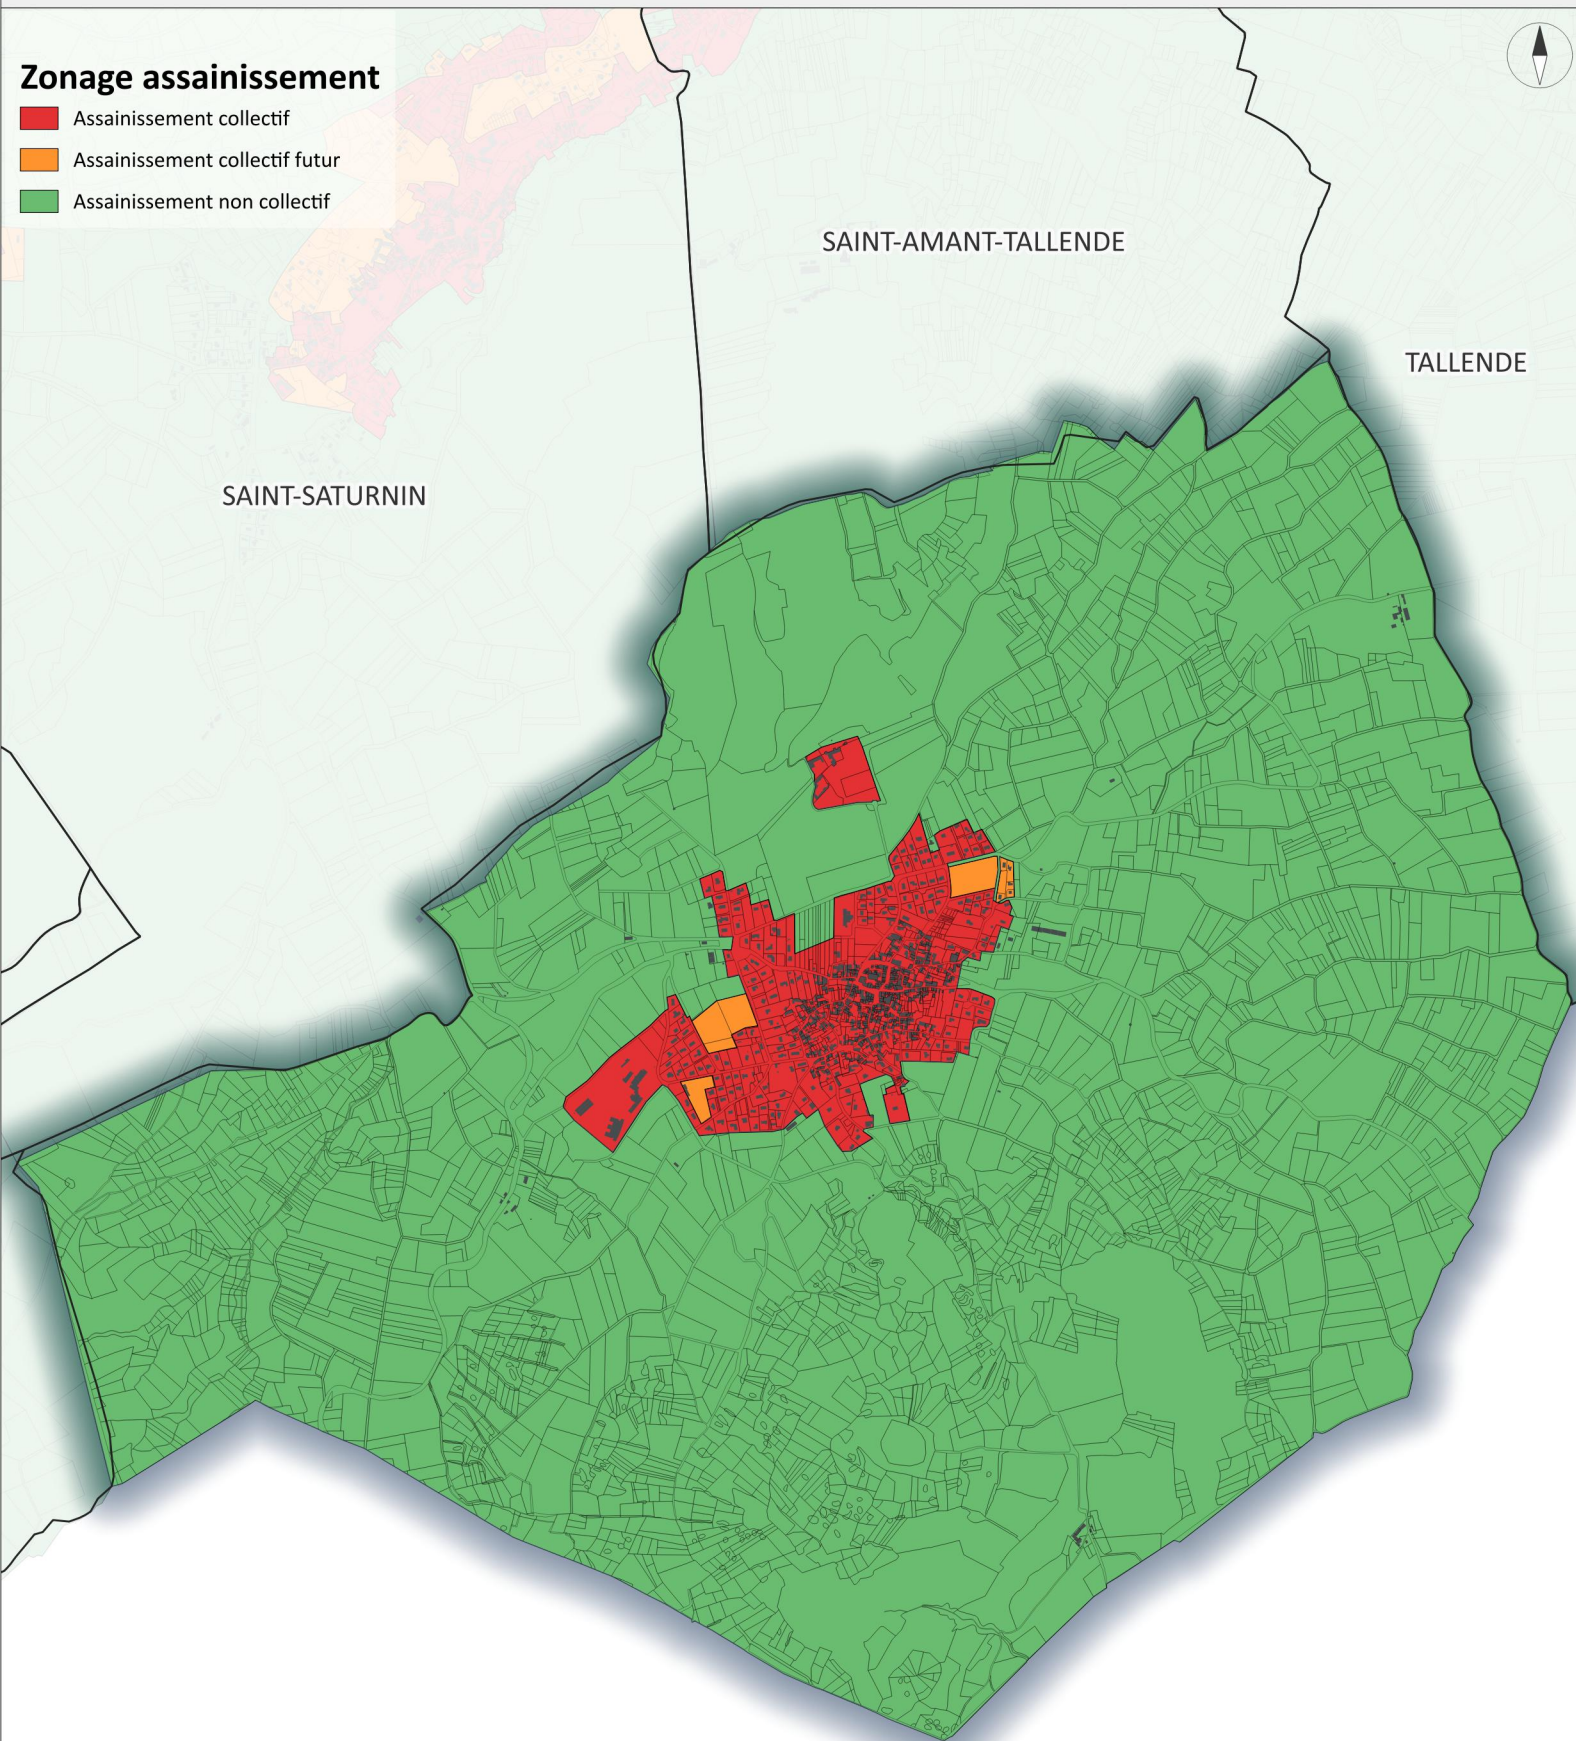 Zonage assainissement
Assainissement collectif
Assainissement collectif futur
Assainissement non collectif
SAINT-AMANT-TALLENDE
TALLENDE
SAINT-SATURNIN